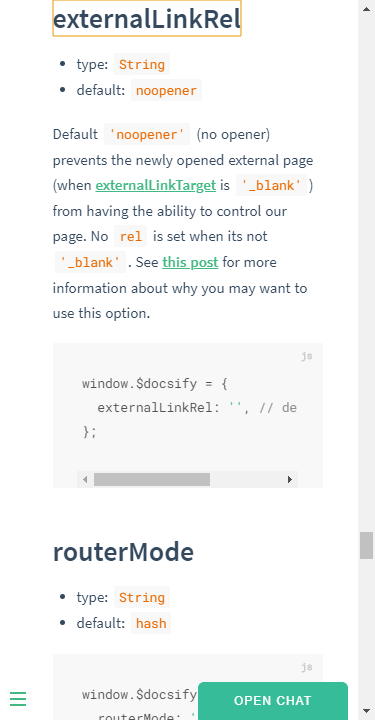 externalLinkRel
type: String
default: noopener
Default 'noopener' (no opener)
prevents the newly opened external page
(when externalLinkTarget is '_blank' )
from having the ability to control our
page. No rel is set when its not
'_blank' . See this post for more
information about why you may want to
use this option.
js
window.$docsify = {
externalLinkRel: '', // de
};
routerMode
type: String
default: hash
js
window.$docsify
routerMode: '
OPEN CHAT